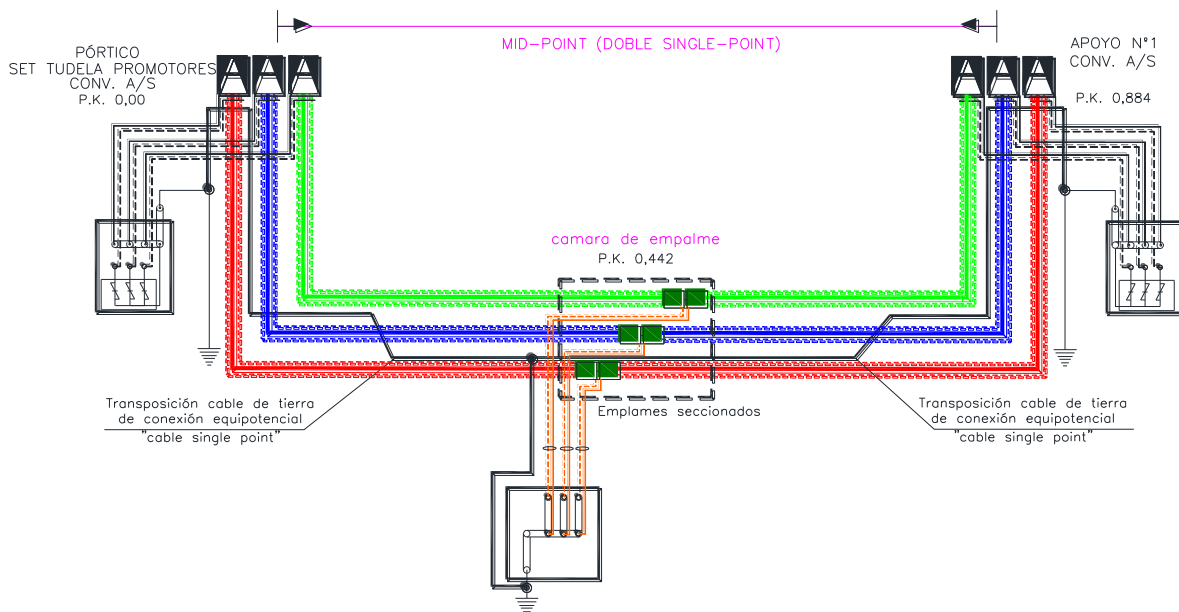 MID-POINT (DOBLE SINGLE-POINT)
PÓRTICO
SET TUDELA PROMOTORES
CONV. A/S
P.K. 0,00
APOYO Nº1
CONV. A/S
P.K. 0,884
camara de empalme
P.K. 0,442
Emplames seccionados
Transposición cable de tierra
de conexión equipotencial
"cable single point"
Transposición cable de tierra
de conexión equipotencial
"cable single point"